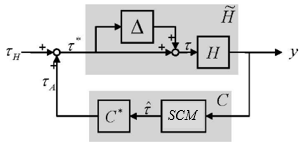 Δ
H̃
τ_H
+
+
τ*
+
+
τ
H
y
τ_A
C
C*
τ̂
SCM